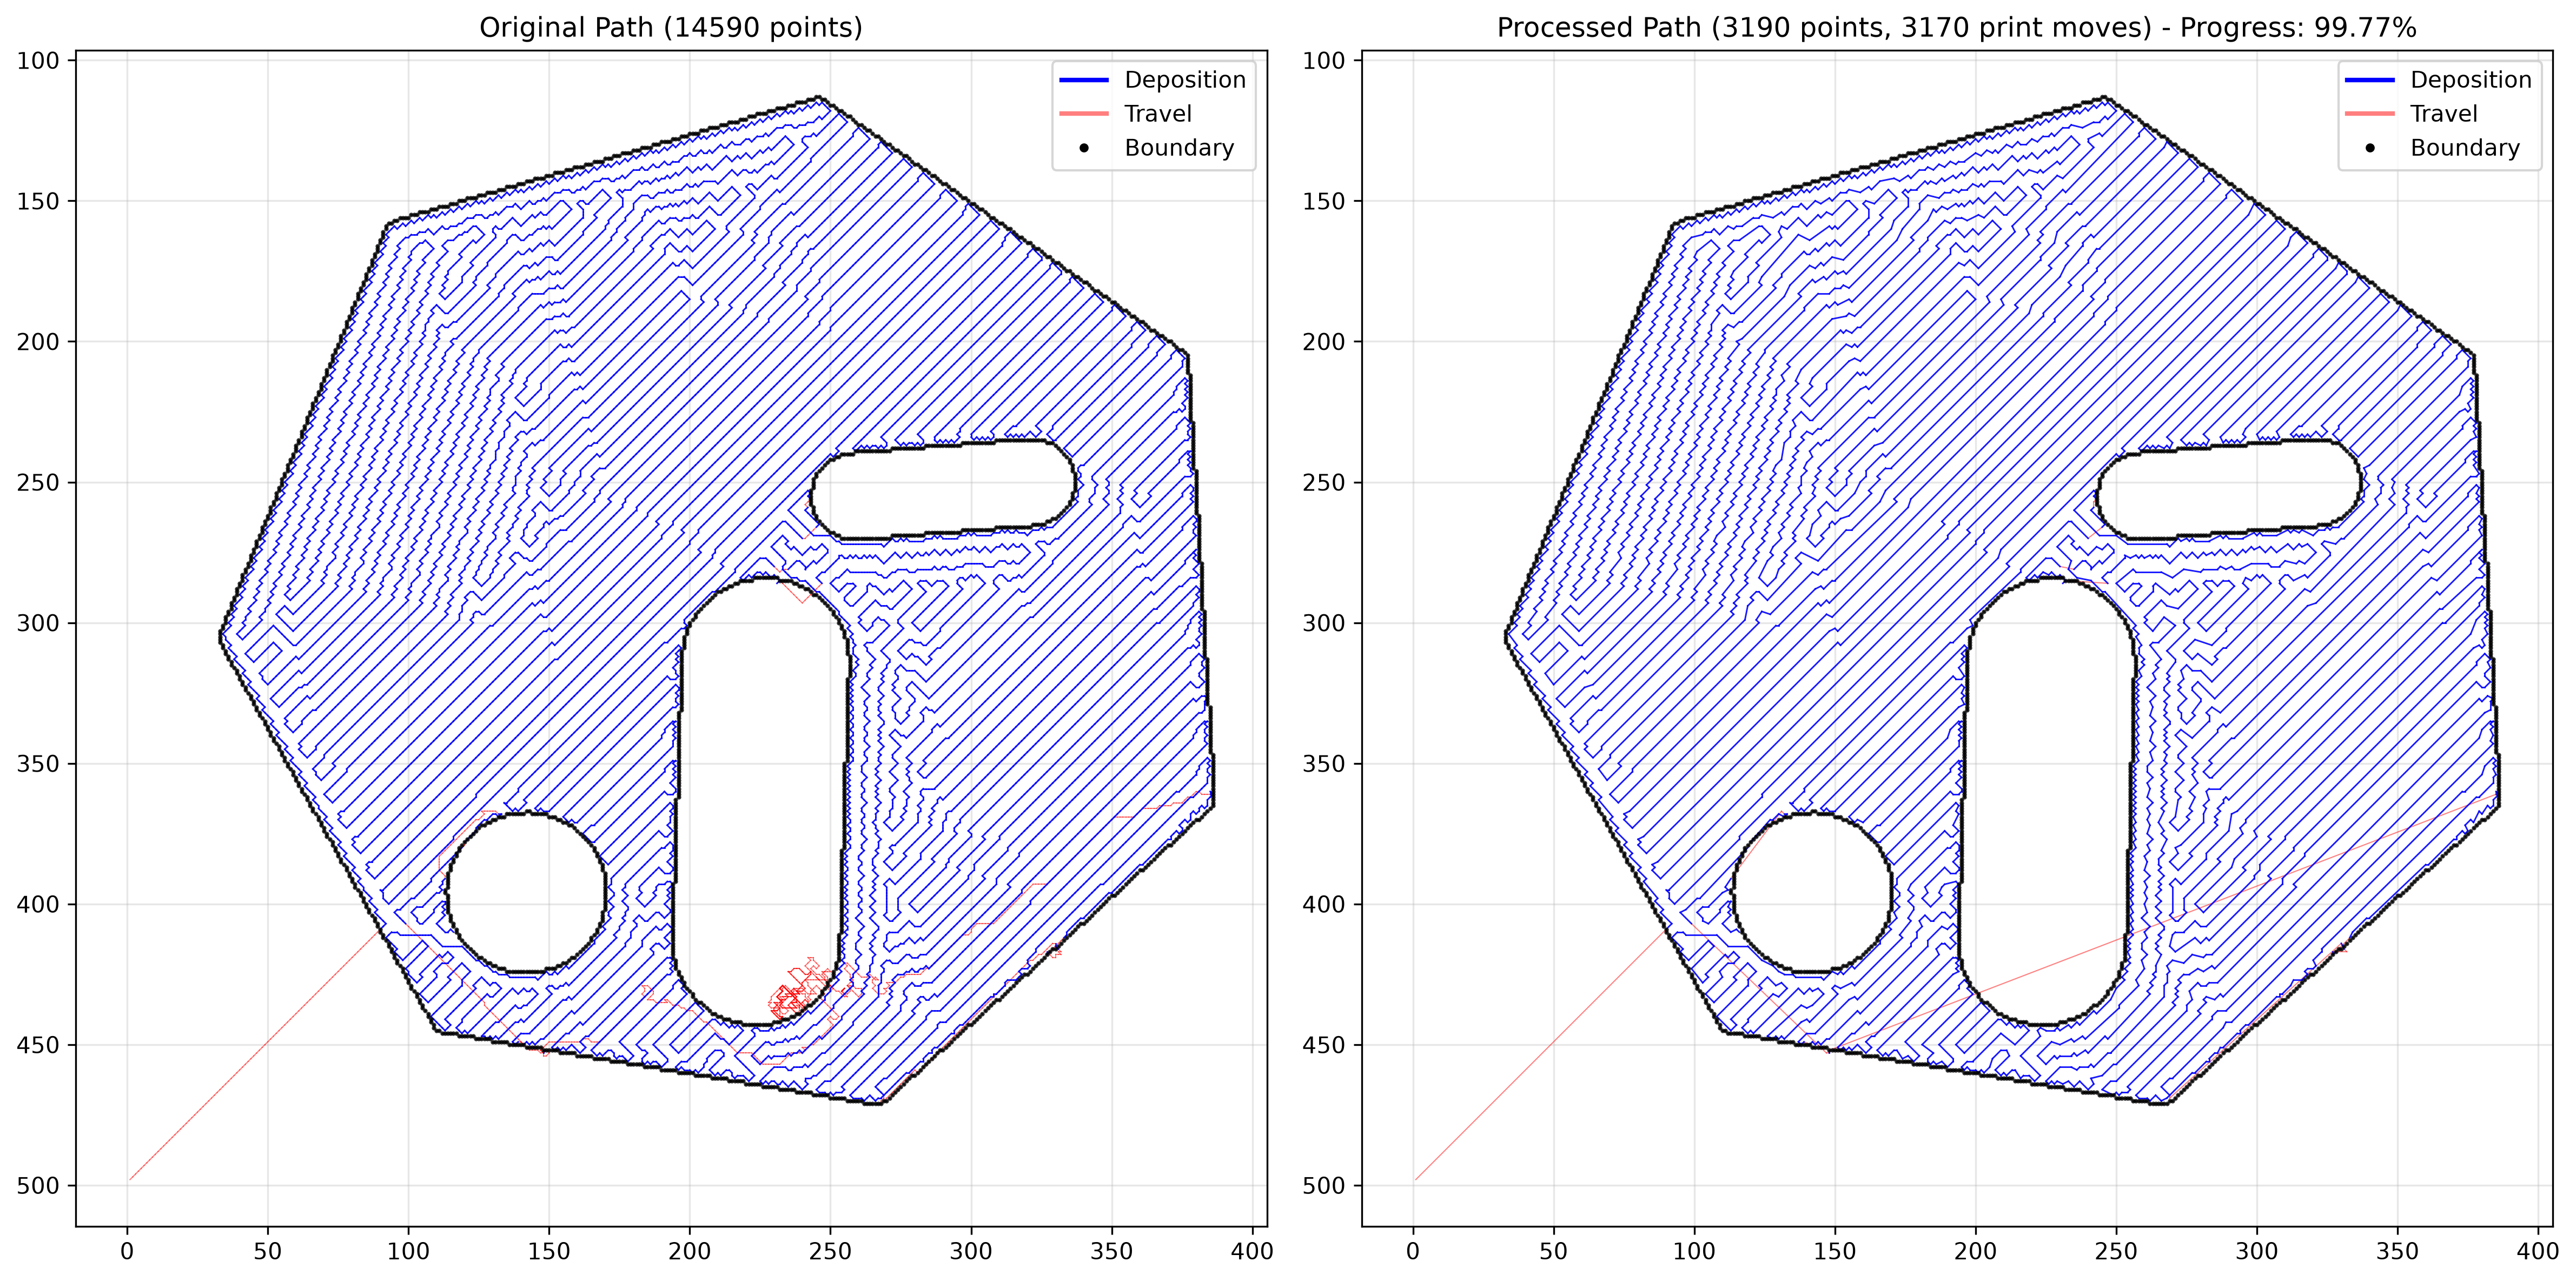 Original Path (14590 points)
100
150
200
250
300
350
400
450
500
0 50 100 150 200 250 300 350 400
Deposition
Travel
Boundary
Processed Path (3190 points, 3170 print moves) - Progress: 99.77%
100
150
200
250
300
350
400
450
500
0 50 100 150 200 250 300 350 400
Deposition
Travel
Boundary